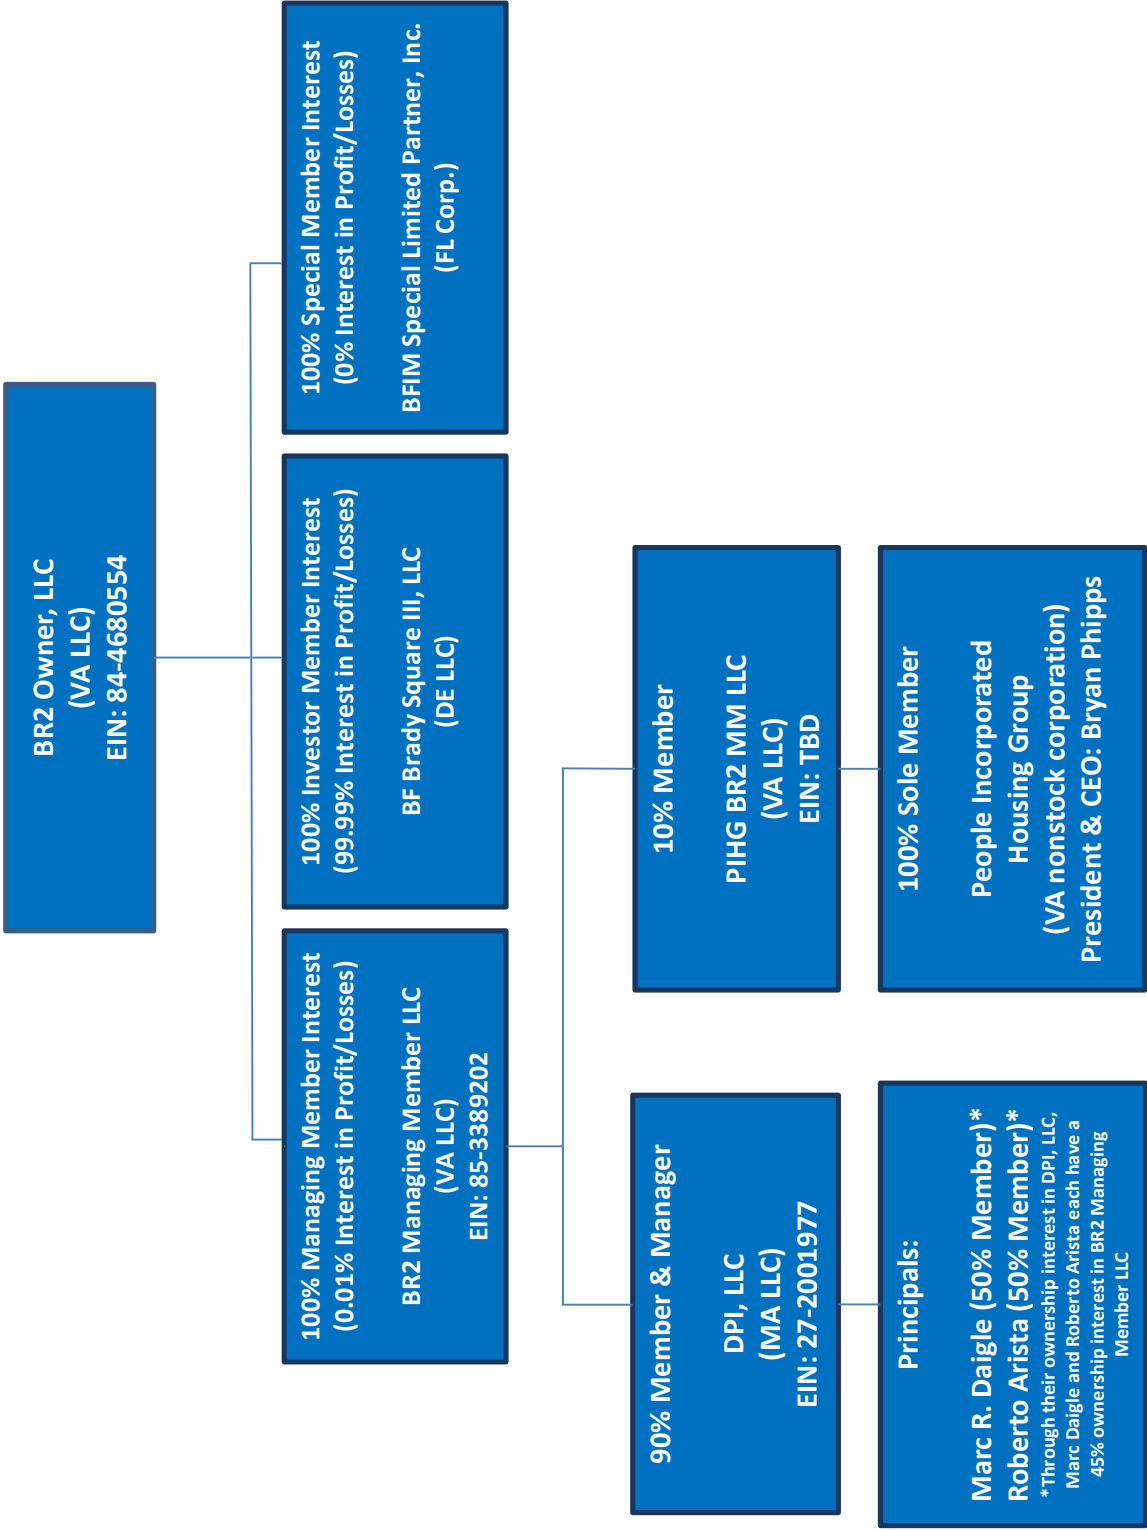 BR2 Owner, LLC
(VA LLC)
EIN: 84-4680554
100% Managing Member Interest
(0.01% Interest in Profit/Losses)
BR2 Managing Member LLC
(VA LLC)
EIN: 85-3389202
100% Investor Member Interest
(99.99% Interest in Profit/Losses)
BF Brady Square III, LLC
(DE LLC)
100% Special Member Interest
(0% Interest in Profit/Losses)
BFIM Special Limited Partner, Inc.
(FL Corp.)
90% Member & Manager
DPI, LLC
(MA LLC)
EIN: 27-2001977
10% Member
PIHG BR2 MM LLC
(VA LLC)
EIN: TBD
Principals:
Marc R. Daigle (50% Member)*
Roberto Arista (50% Member)*
*Through their ownership interest in DPI, LLC,
Marc Daigle and Roberto Arista each have a
45% ownership interest in BR2 Managing
Member LLC
100% Sole Member
People Incorporated
Housing Group
(VA nonstock corporation)
President & CEO: Bryan Phipps